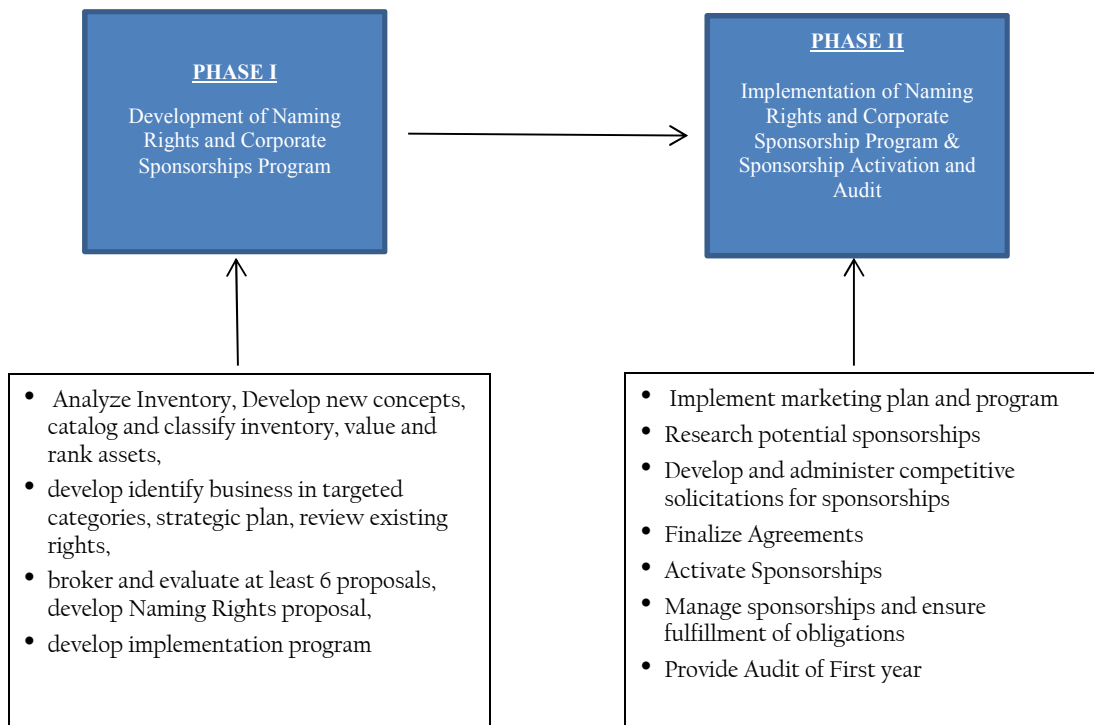 PHASE I
Development of Naming
Rights and Corporate
Sponsorships Program
PHASE II
Implementation of Naming
Rights and Corporate
Sponsorship Program &
Sponsorship Activation and
Audit
• Analyze Inventory, Develop new concepts,
catalog and classify inventory, value and
rank assets,
• develop identify business in targeted
categories, strategic plan, review existing
rights,
• broker and evaluate at least 6 proposals,
develop Naming Rights proposal,
• develop implementation program
• Implement marketing plan and program
• Research potential sponsorships
• Develop and administer competitive
solicitations for sponsorships
• Finalize Agreements
• Activate Sponsorships
• Manage sponsorships and ensure
fulfillment of obligations
• Provide Audit of First year